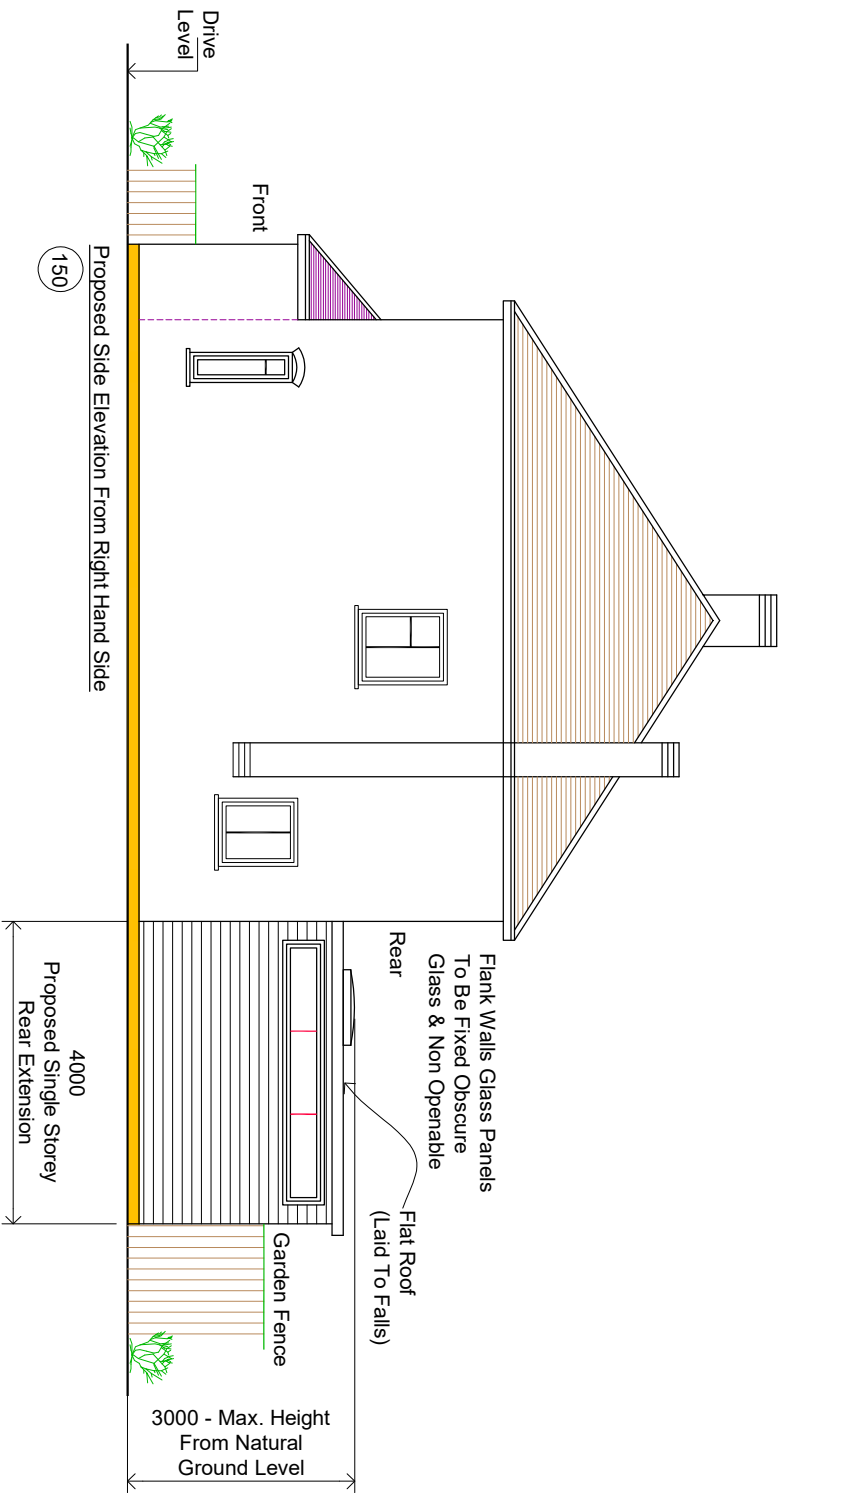 Drive
Level
Front
Rear
Flank Walls Glass Panels
To Be Fixed Obscure
Glass & Non Openable
Flat Roof
(Laid To Falls)
Garden Fence
3000 - Max. Height
From Natural
Ground Level
4000
Proposed Single Storey
Rear Extension
Proposed Side Elevation From Right Hand Side
150